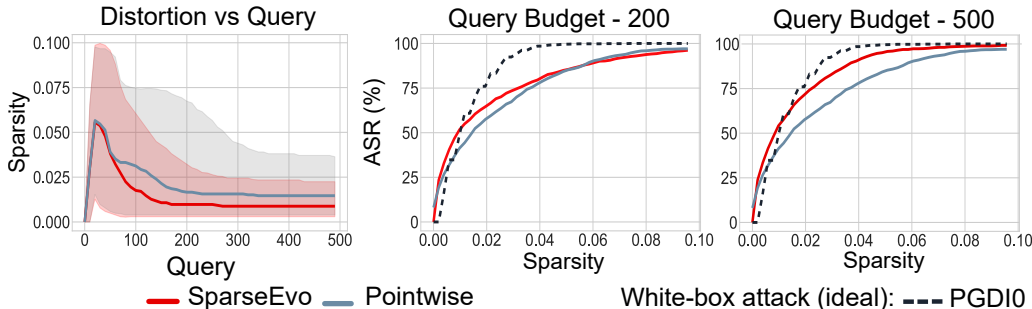 Distortion vs Query
Query Budget - 200
Query Budget - 500
Sparsity
0.100
0.075
0.050
0.025
0.000
0 100 200 300 400 500
Query
ASR (%)
100
75
50
25
0
0.00 0.02 0.04 0.06 0.08 0.10
Sparsity
100
75
50
25
0
0.00 0.02 0.04 0.06 0.08 0.10
Sparsity
SparseEvo Pointwise White-box attack (ideal): PGDl0